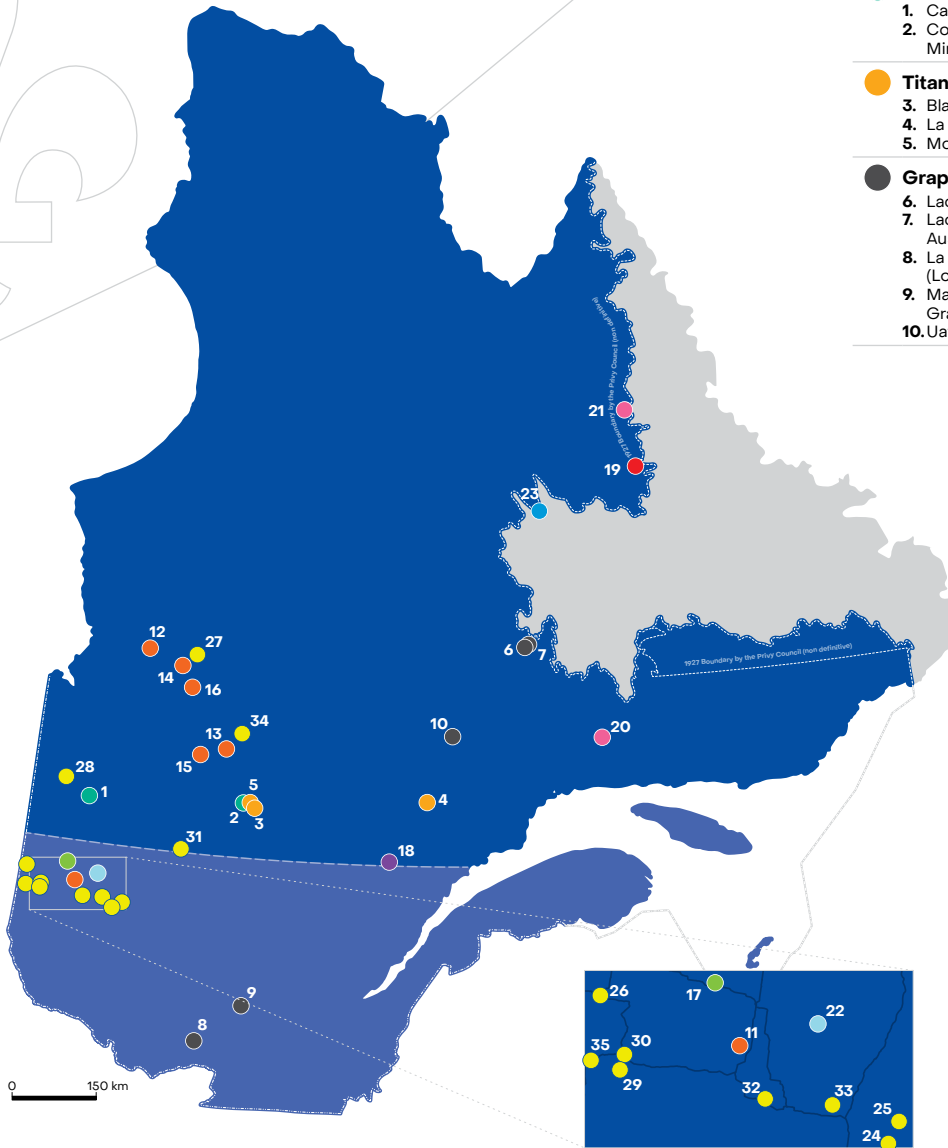 1. Ca
2. Co
Mi
Titan
3. Bla
4. La
5. Mo
Grap
6. Lac
7. Lac
Au
8. La
(Lo
9. Ma
Gra
10. Ua
1927 Boundary by the Privy Council (non definitive)
21
19
23
12
27
14
16
6
7
1927 Boundary by the Privy Council (non definitive)
34
13
10
20
15
28
1
5
2
3
4
31
18
9
8
26
17
22
11
35
30
29
32
33
25
24
0
150 km